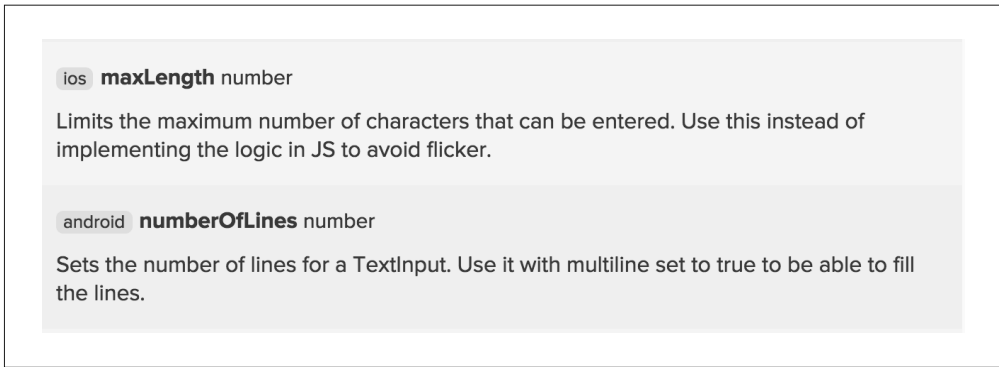 ios maxLength number
Limits the maximum number of characters that can be entered. Use this instead of
implementing the logic in JS to avoid flicker.
android numberOfLines number
Sets the number of lines for a TextInput. Use it with multiline set to true to be able to fill
the lines.